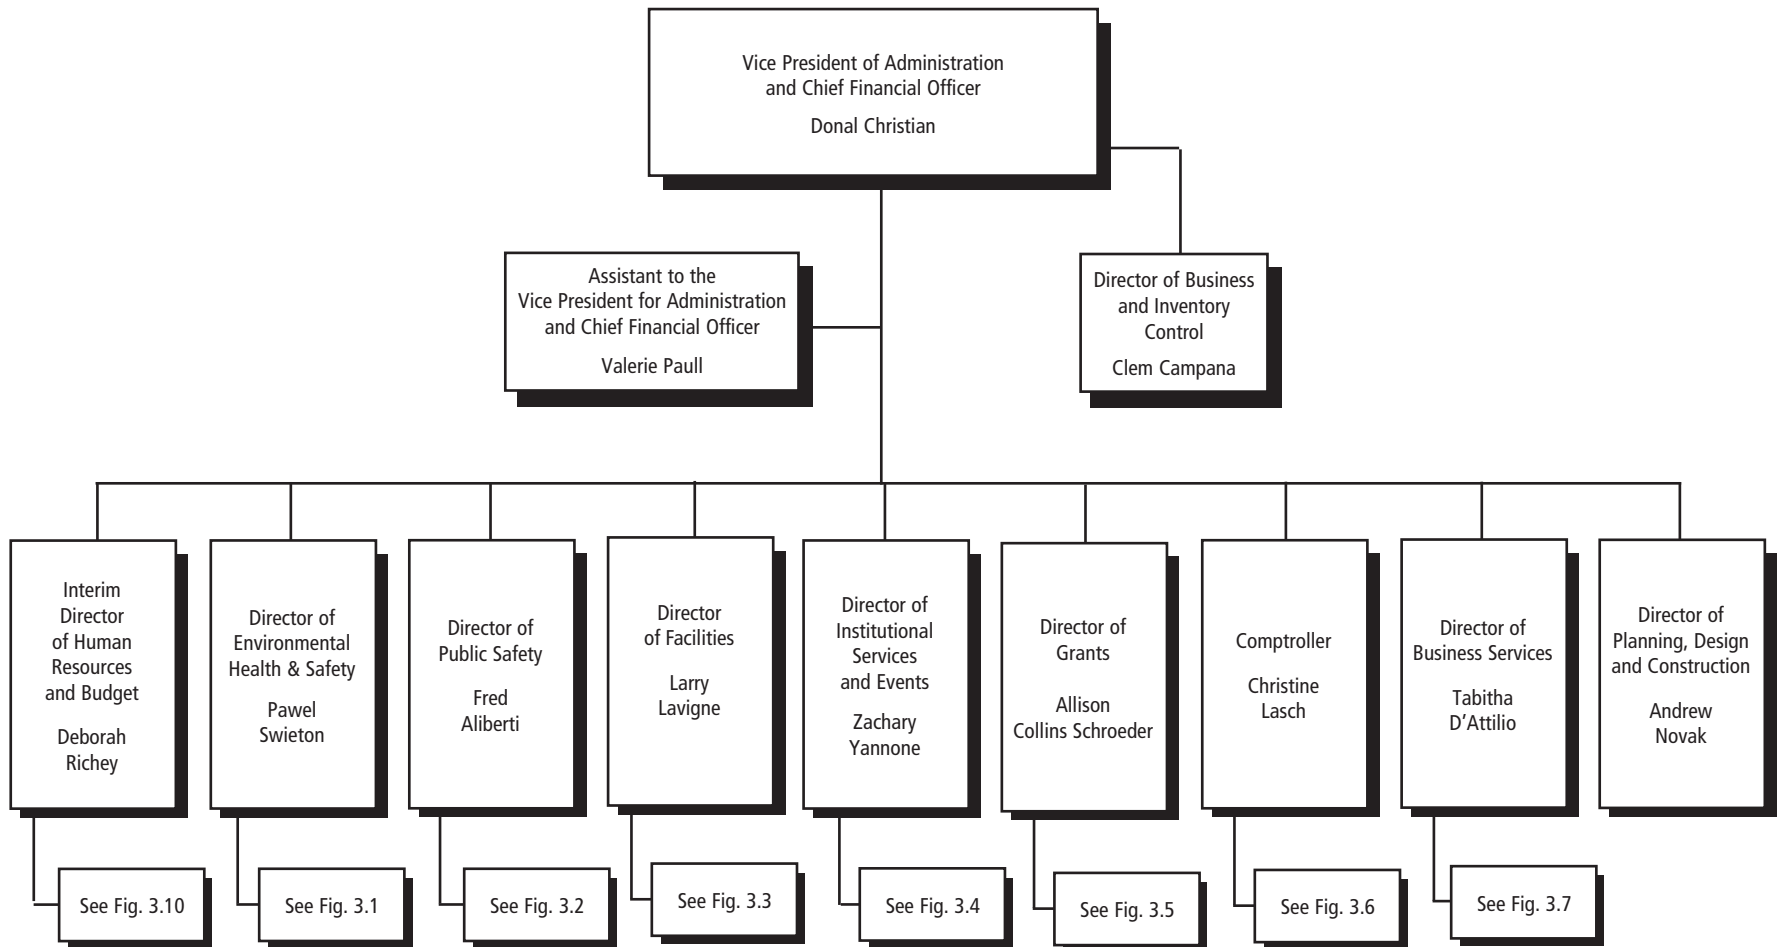 Vice President of Administration
and Chief Financial Officer
Donal Christian
Assistant to the
Vice President for Administration
and Chief Financial Officer
Valerie Paull
Director of Business
and Inventory
Control
Clem Campana
Interim
Director
of Human
Resources
and Budget
Deborah
Richey
Director of
Environmental
Health & Safety
Pawel
Swieton
Director of
Public Safety
Fred
Aliberti
Director
of Facilities
Larry
Lavigne
Director of
Institutional
Services
and Events
Zachary
Yannone
Director of
Grants
Allison
Collins Schroeder
Comptroller
Christine
Lasch
Director of
Business Services
Tabitha
D’Attilio
Director of
Planning, Design
and Construction
Andrew
Novak
See Fig. 3.10
See Fig. 3.1
See Fig. 3.2
See Fig. 3.3
See Fig. 3.4
See Fig. 3.5
See Fig. 3.6
See Fig. 3.7